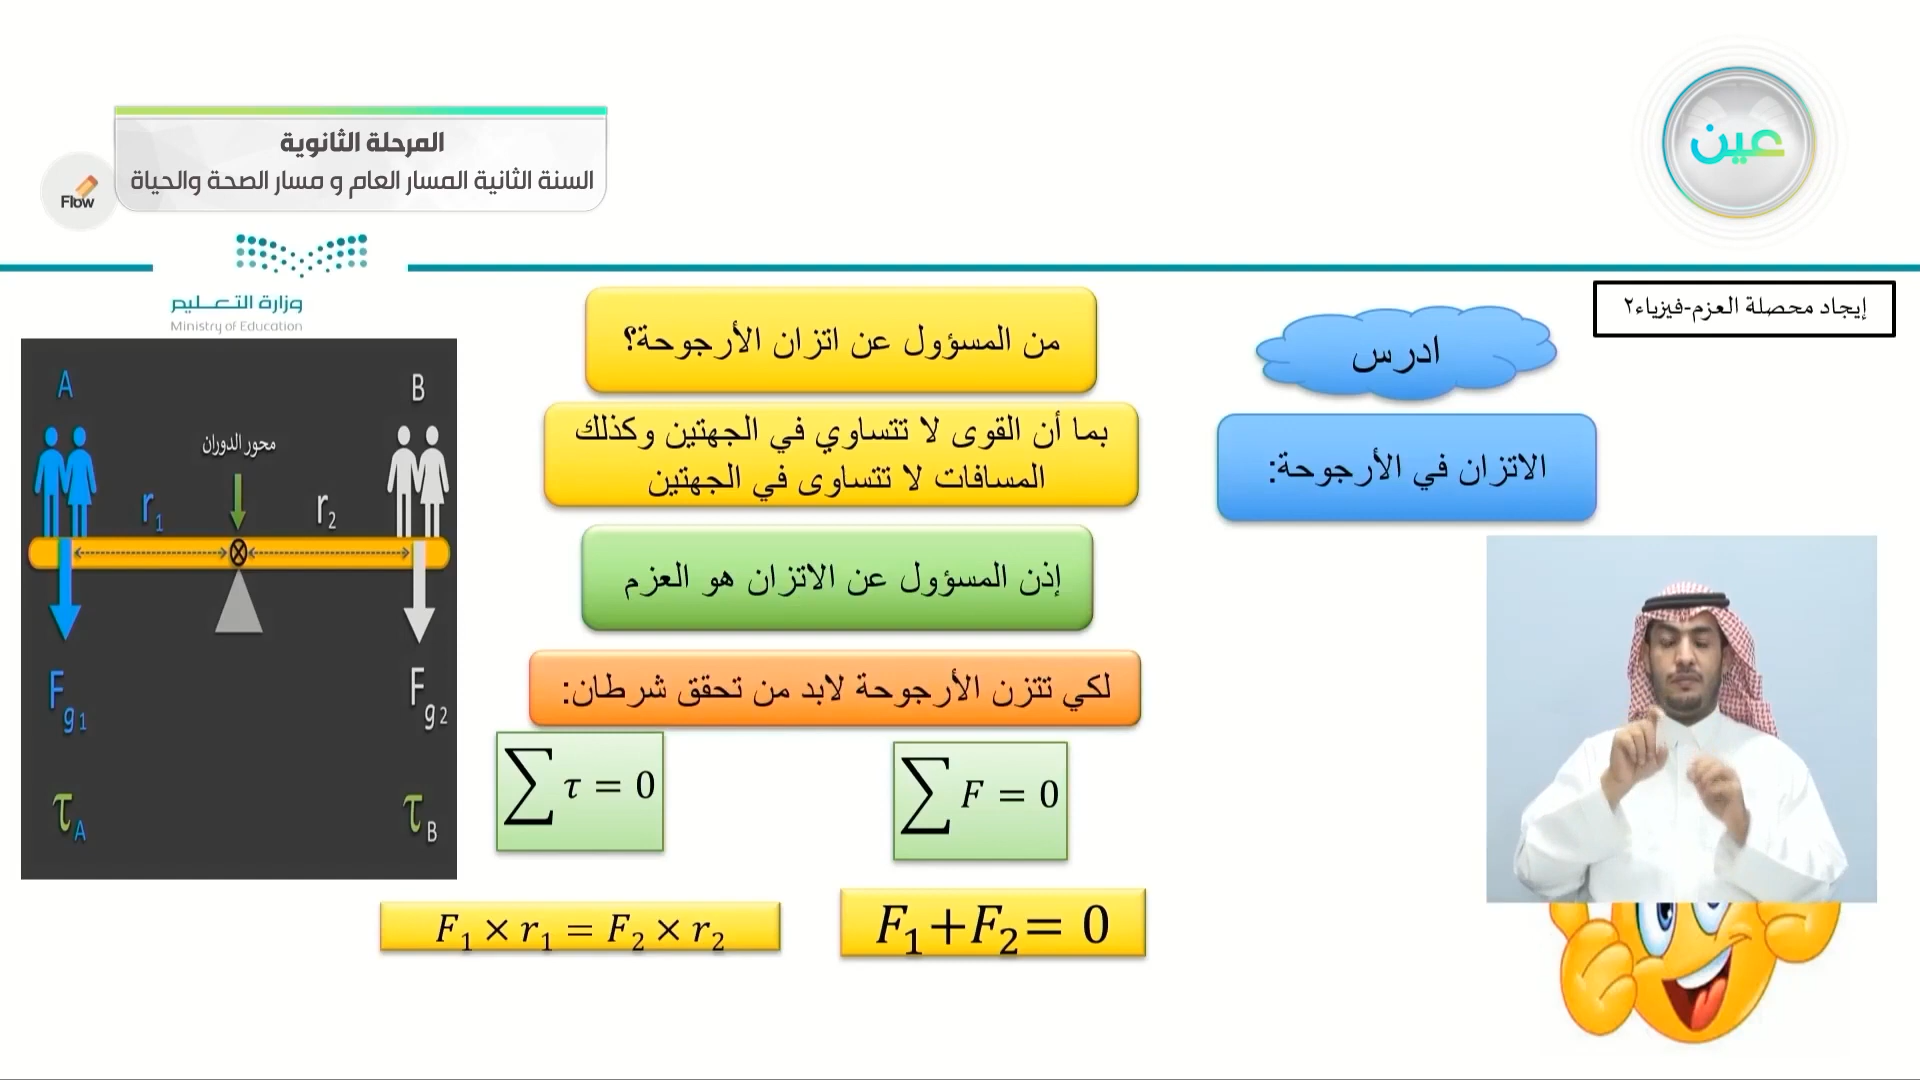 عين
المرحلة الثانوية
السنة الثانية المسار العام و مسار الصحة والحياة
Flow
وزارة التعليم
Ministry of Education
إيجاد محصلة العزم-فيزياء٢
ادرس
الاتزان في الأرجوحة:
من المسؤول عن اتزان الأرجوحة؟
بما أن القوى لا تتساوي في الجهتين وكذلك
المسافات لا تتساوى في الجهتين
إذن المسؤول عن الاتزان هو العزم
لكي تتزن الأرجوحة لابد من تحقق شرطان:
∑ F = 0
∑ τ = 0
F₁+F₂= 0
F₁ × r₁ = F₂ × r₂
A
B
محور الدوران
r₁
r₂
Fg1
Fg2
τA
τB